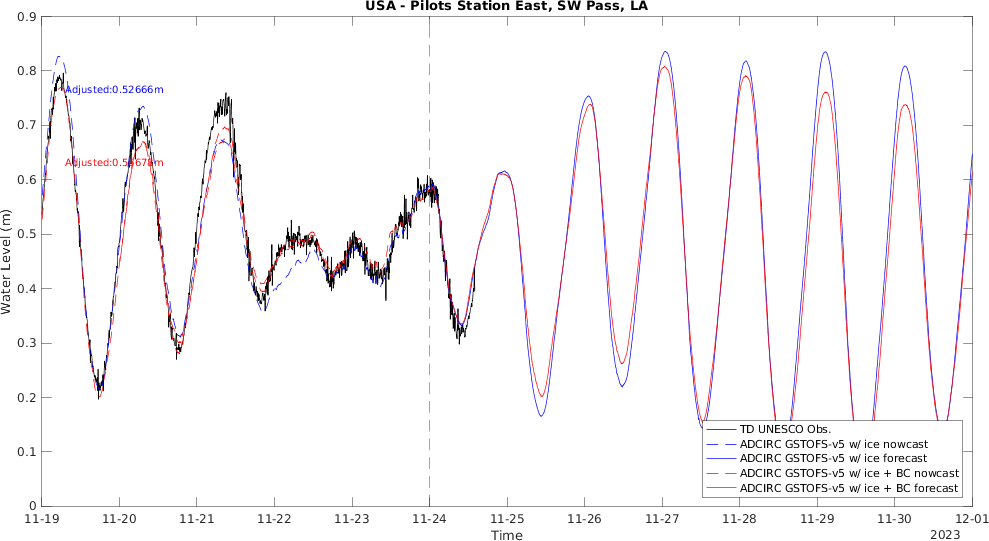 USA - Pilots Station East, SW Pass, LA
0.9
0.8
0.7
0.6
0.5
0.4
0.3
0.2
0.1
0
Water Level (m)
Adjusted:0.52666m
TD UNESCO Obs.
ADCIRC GSTOFS-v5 w/ ice nowcast
ADCIRC GSTOFS-v5 w/ ice forecast
ADCIRC GSTOFS-v5 w/ ice + BC nowcast
ADCIRC GSTOFS-v5 w/ ice + BC forecast
11-19 11-20 11-21 11-22 11-23 11-24 11-25 11-26 11-27 11-28 11-29 11-30 12-01
Time
2023